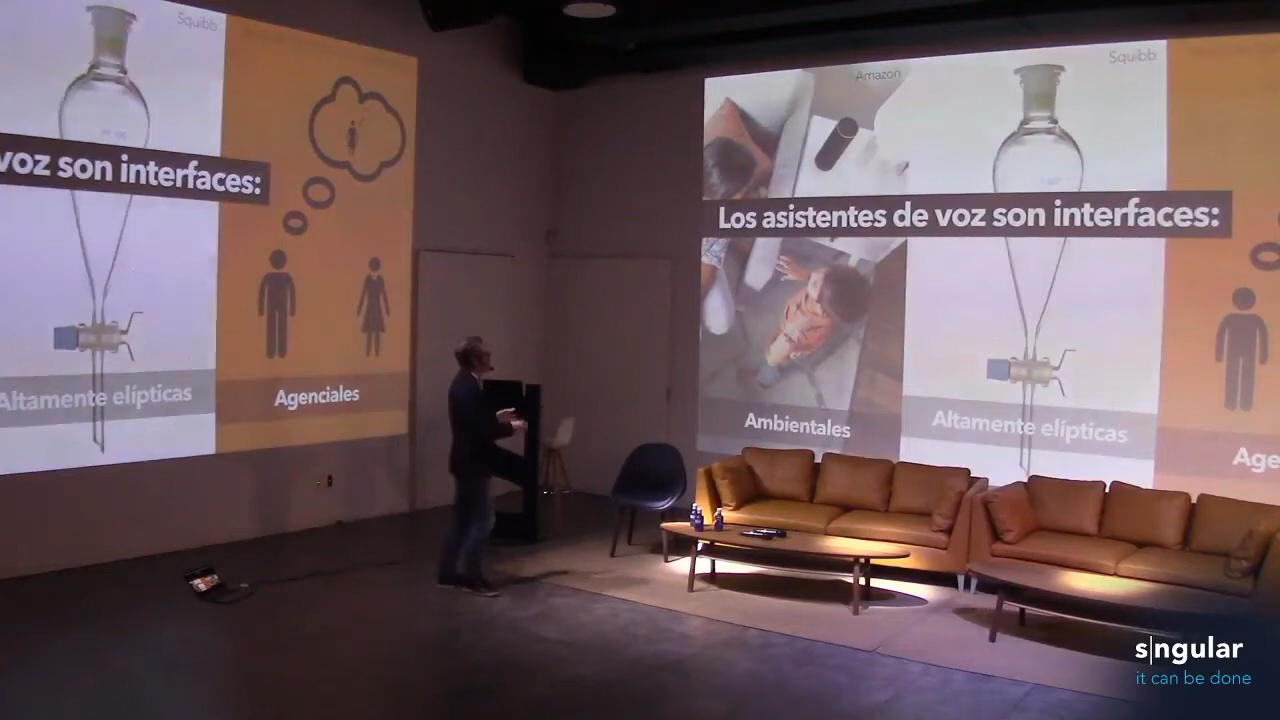 Squibb
voz son interfaces:
Altamente elípticas
Agenciales
Amazon
Squibb
Los asistentes de voz son interfaces:
Ambientales
Altamente elípticas
Age
s|ngular
it can be done